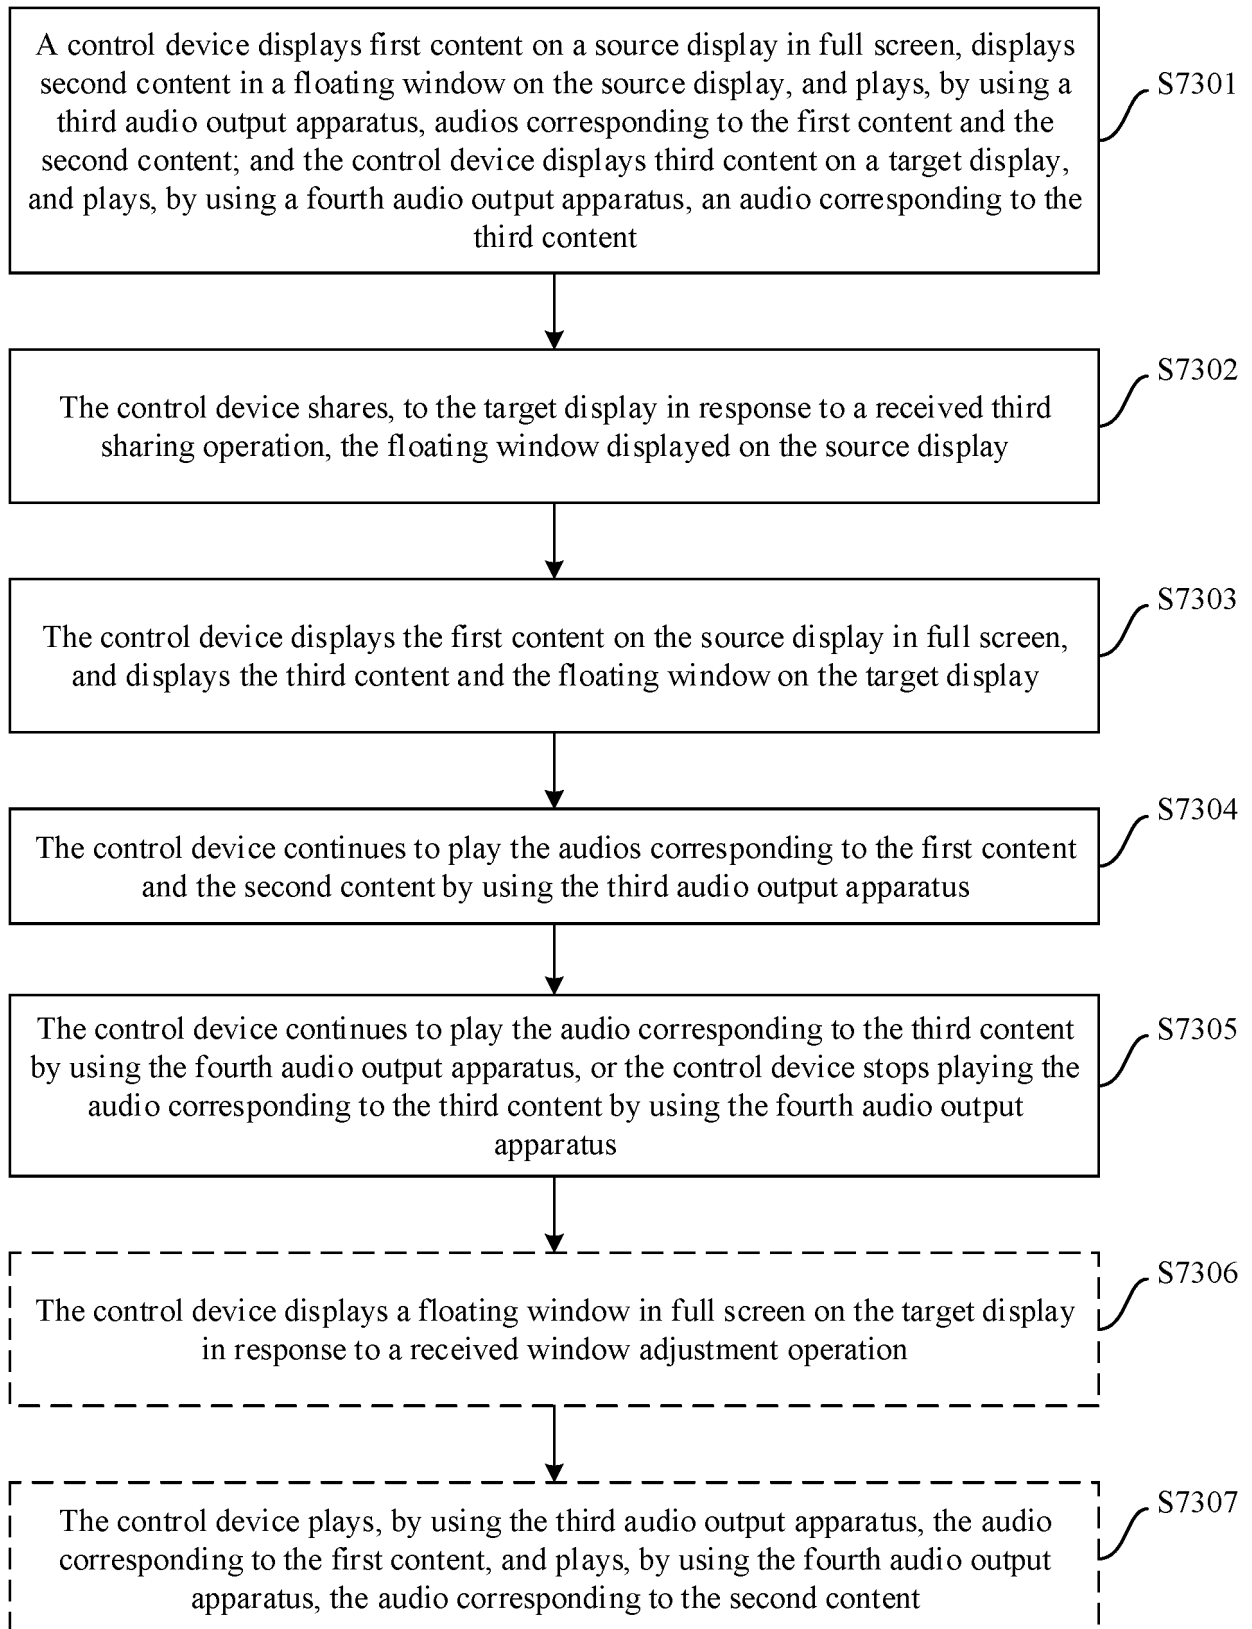 A control device displays first content on a source display in full screen, displays
second content in a floating window on the source display, and plays, by using a
third audio output apparatus, audios corresponding to the first content and the
second content; and the control device displays third content on a target display,
and plays, by using a fourth audio output apparatus, an audio corresponding to the
third content
S7301
The control device shares, to the target display in response to a received third
sharing operation, the floating window displayed on the source display
S7302
The control device displays the first content on the source display in full screen,
and displays the third content and the floating window on the target display
S7303
The control device continues to play the audios corresponding to the first content
and the second content by using the third audio output apparatus
S7304
The control device continues to play the audio corresponding to the third content
by using the fourth audio output apparatus, or the control device stops playing the
audio corresponding to the third content by using the fourth audio output
apparatus
S7305
The control device displays a floating window in full screen on the target display
in response to a received window adjustment operation
S7306
The control device plays, by using the third audio output apparatus, the audio
corresponding to the first content, and plays, by using the fourth audio output
apparatus, the audio corresponding to the second content
S7307